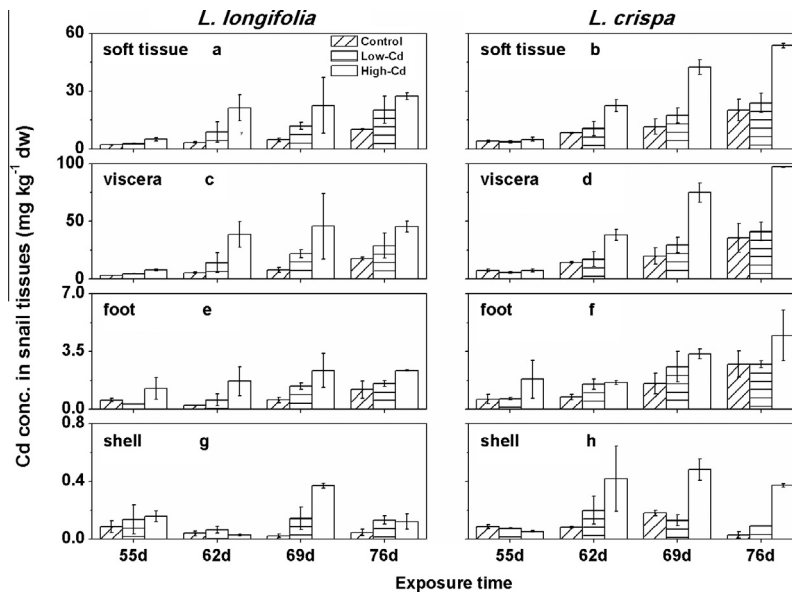 L. longifolia L. crispa
Cd conc. in snail tissues (mg kg-1 dw)
60
30
0
soft tissue a
Control
Low-Cd
High-Cd
soft tissue b
100
50
0
viscera c
viscera d
7.0
3.5
0.0
foot e
foot f
0.8
0.4
0.0
shell g
shell h
55d 62d 69d 76d 55d 62d 69d 76d
Exposure time